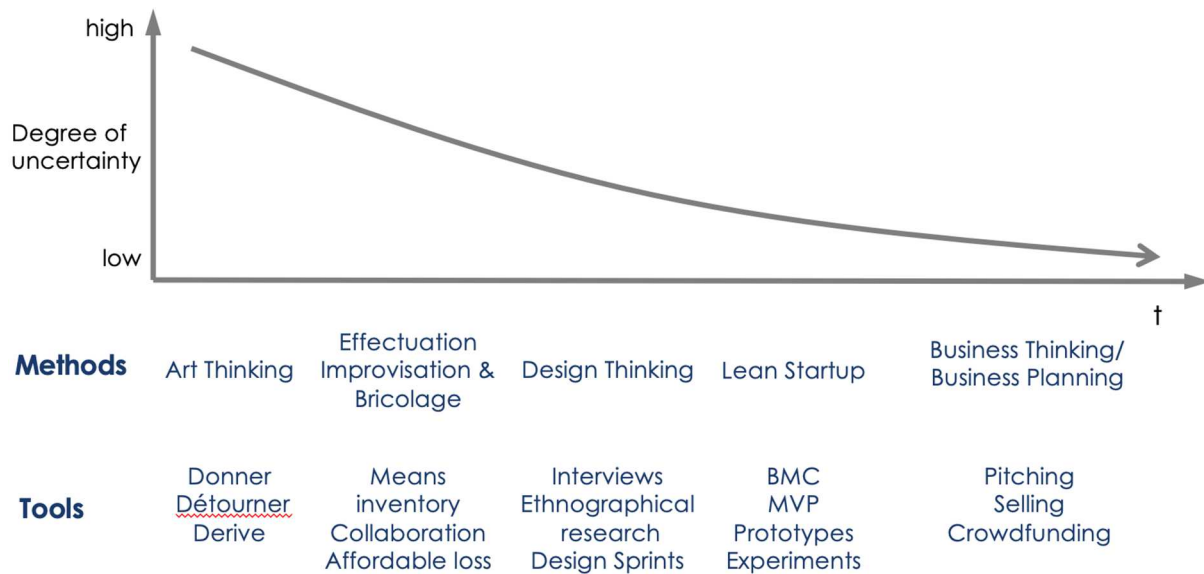 high
Degree of
uncertainty
low
t
Methods
Art Thinking
Effectuation
Improvisation &
Bricolage
Design Thinking
Lean Startup
Business Thinking/
Business Planning
Tools
Donner
Détourner
Derive
Means
inventory
Collaboration
Affordable loss
Interviews
Ethnographical
research
Design Sprints
BMC
MVP
Prototypes
Experiments
Pitching
Selling
Crowdfunding